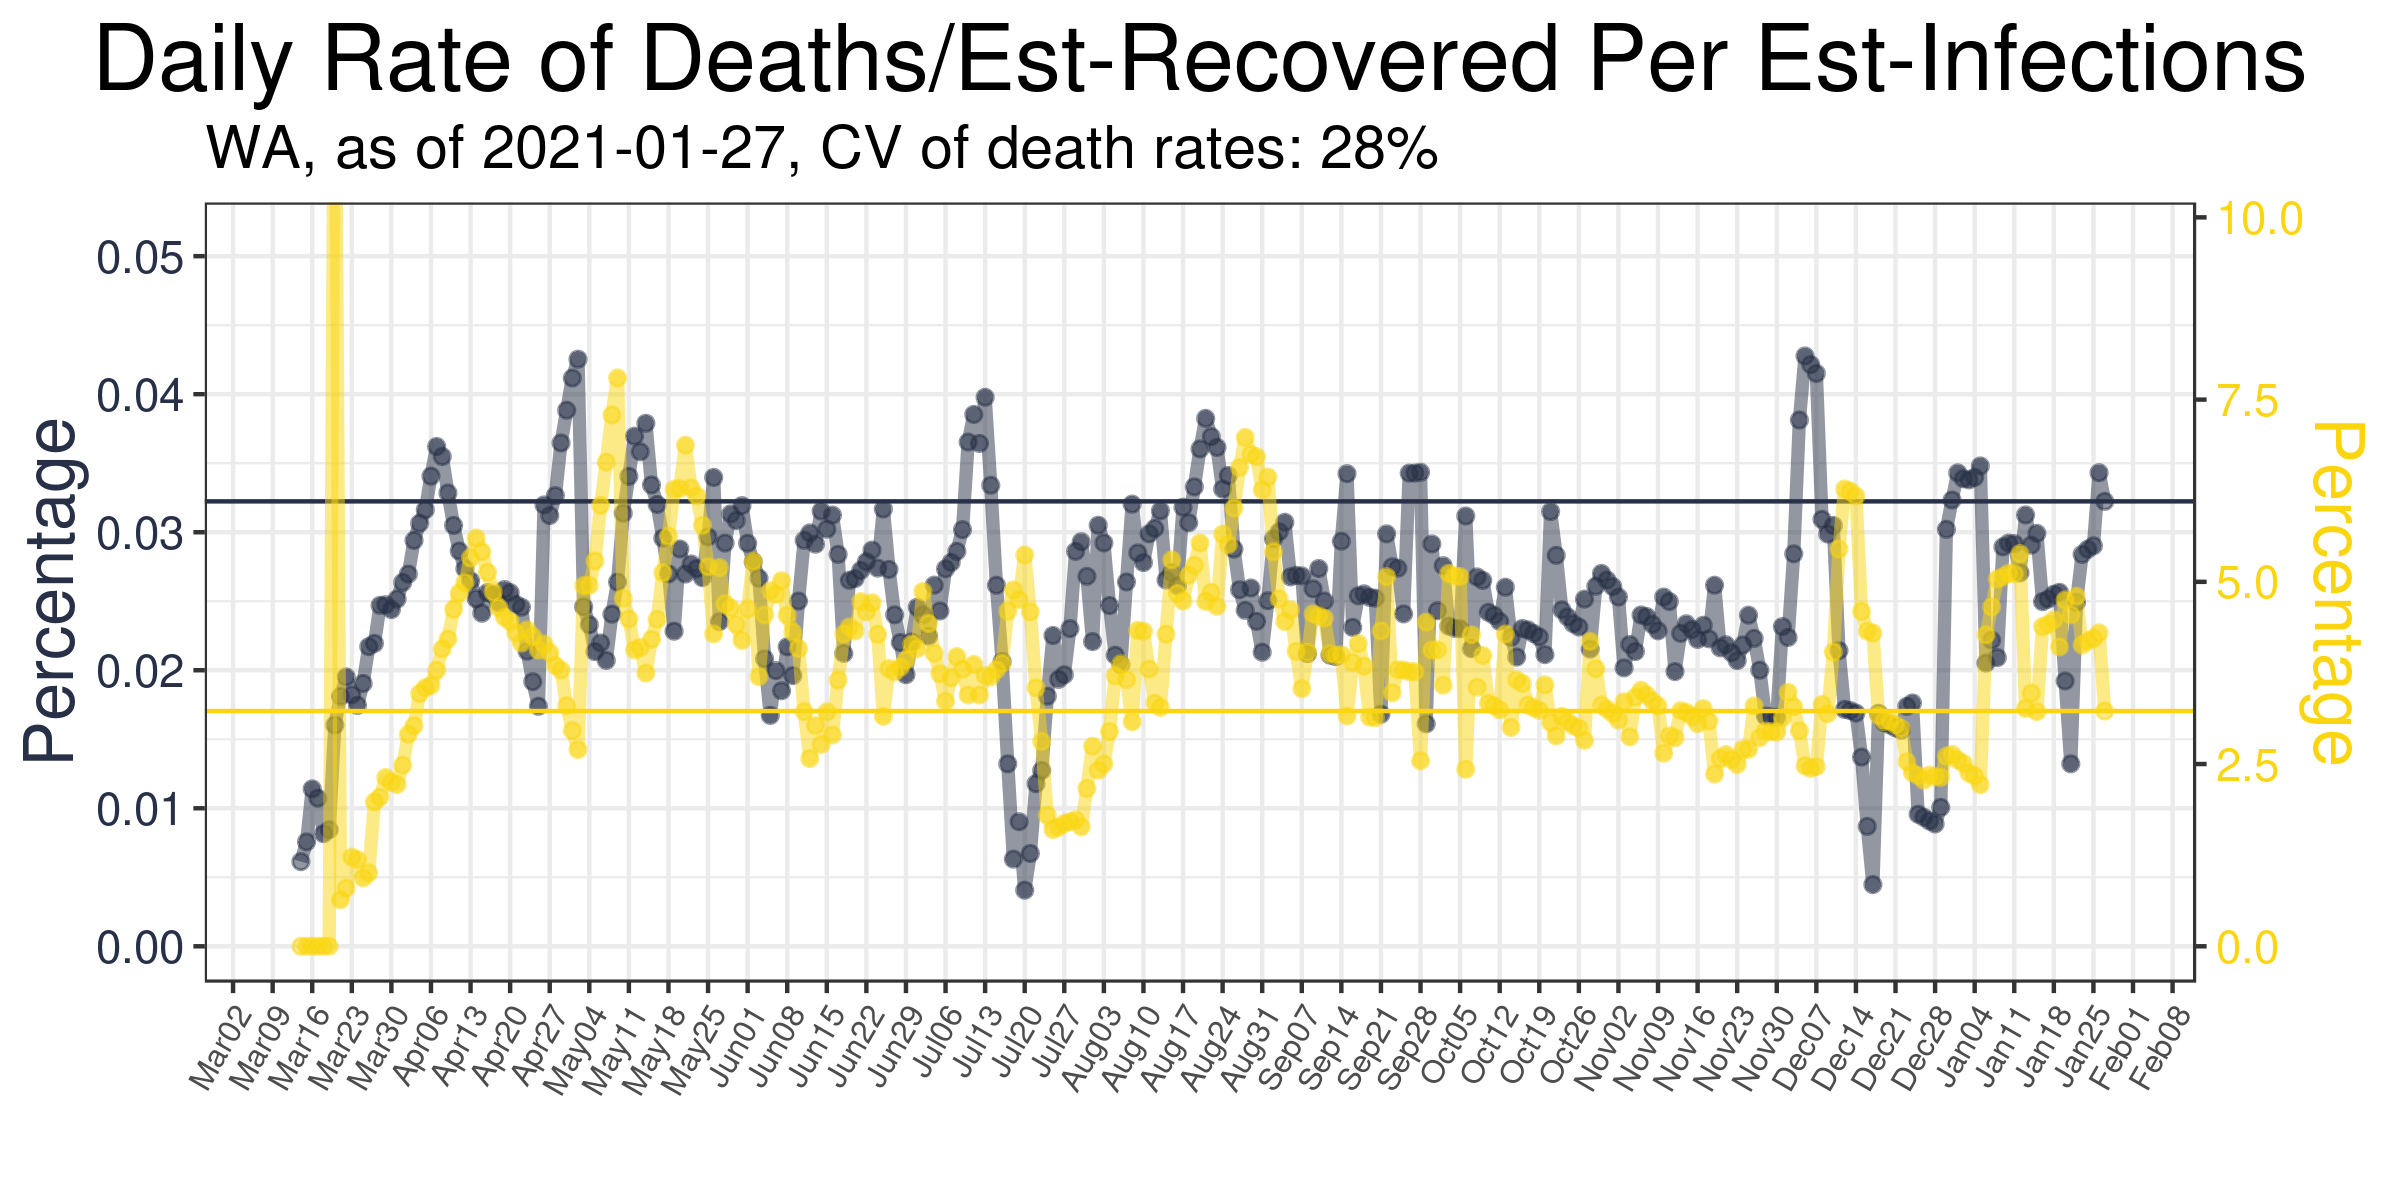 Daily Rate of Deaths/Est-Recovered Per Est-Infections
WA, as of 2021-01-27, CV of death rates: 28%
Percentage
0.05
0.04
0.03
0.02
0.01
0.00
10.0
7.5
5.0
2.5
0.0
Percentage
Mar02 Mar09 Mar16 Mar23 Mar30 Apr06 Apr13 Apr20 Apr27 May04 May11 May18 May25 Jun01 Jun08 Jun15 Jun22 Jun29 Jul06 Jul13 Jul20 Jul27 Aug03 Aug10 Aug17 Aug24 Aug31 Sep07 Sep14 Sep21 Sep28 Oct05 Oct12 Oct19 Oct26 Nov02 Nov09 Nov16 Nov23 Nov30 Dec07 Dec14 Dec21 Dec28 Jan04 Jan11 Jan18 Jan25 Feb01 Feb08